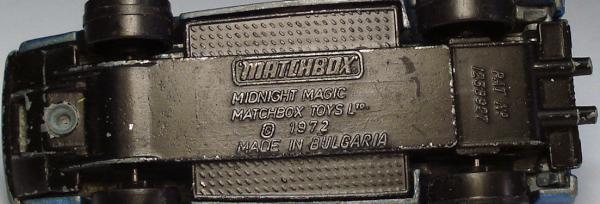 MATCHBOX
MIDNIGHT MAGIC
MATCHBOX TOYS LTD.
© 1972
MADE IN BULGARIA